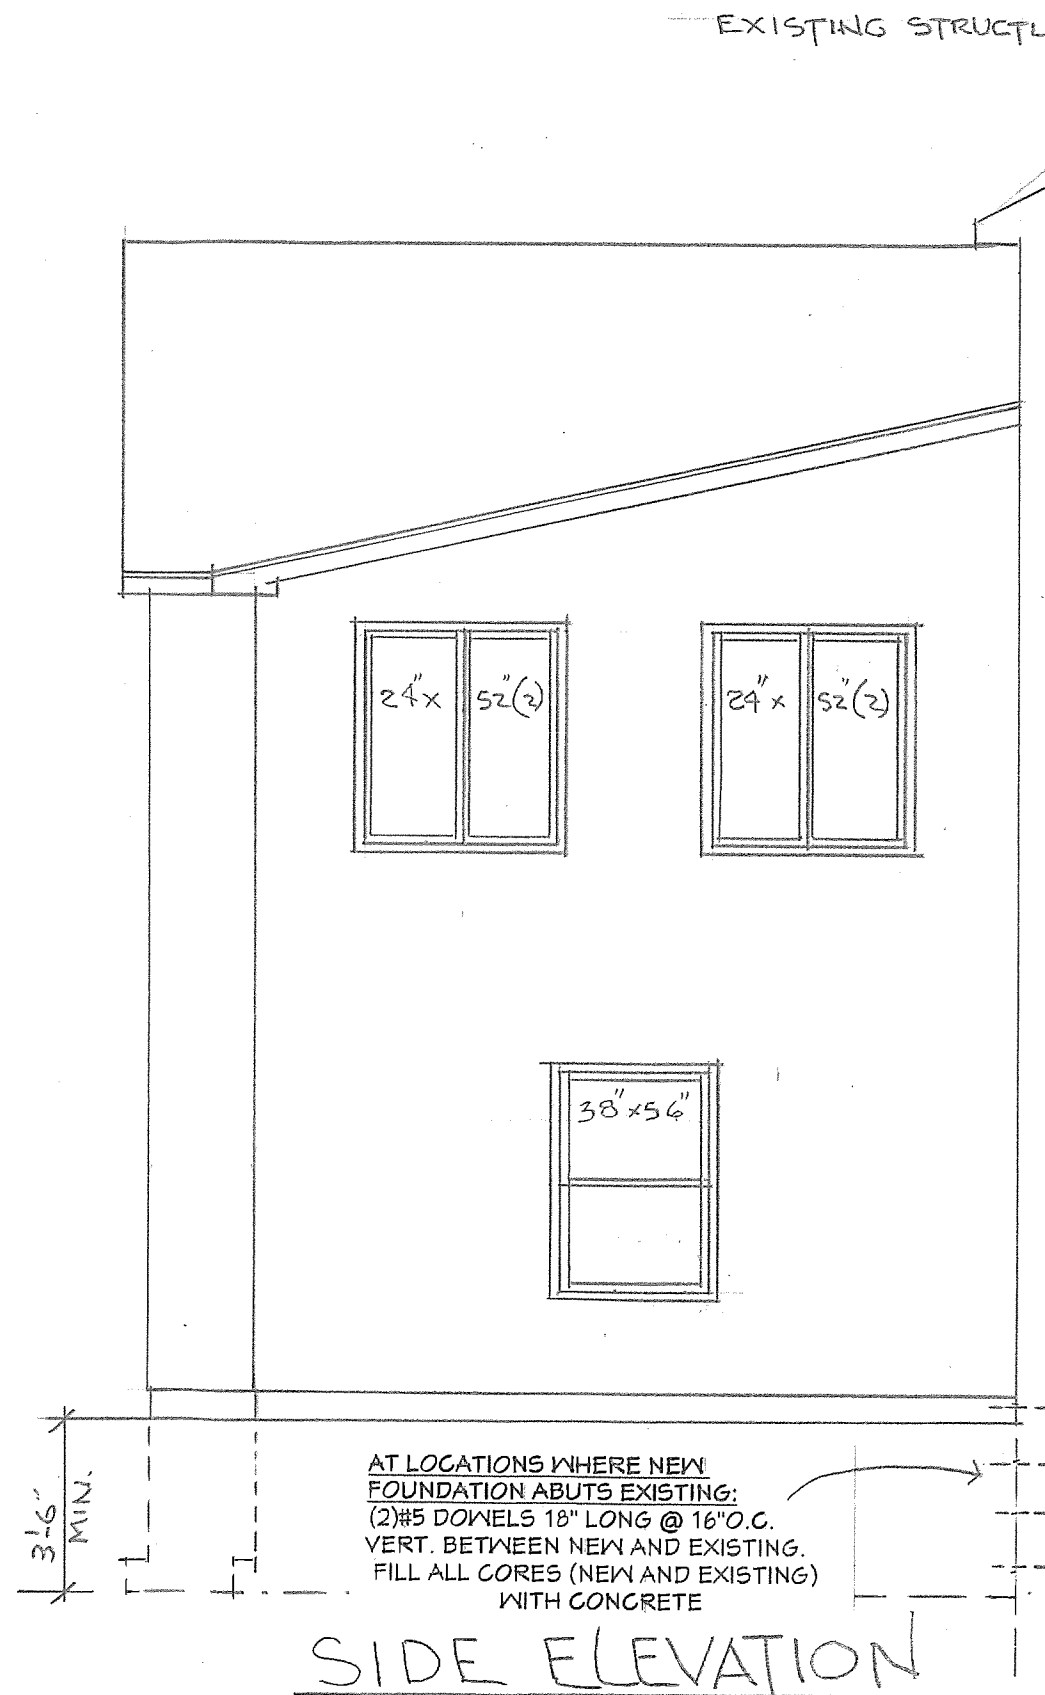 EXISTING
24" x 52" (2)
24" x 52" (2)
38" x 56"
3'-6"
MIN.
AT LOCATIONS WHERE NEW
FOUNDATION ABUTS EXISTING:
(2)#5 DOWELS 18" LONG @ 16"O.C.
VERT. BETWEEN NEW AND EXISTING.
FILL ALL CORES (NEW AND EXISTING)
WITH CONCRETE
SIDE ELEVATION